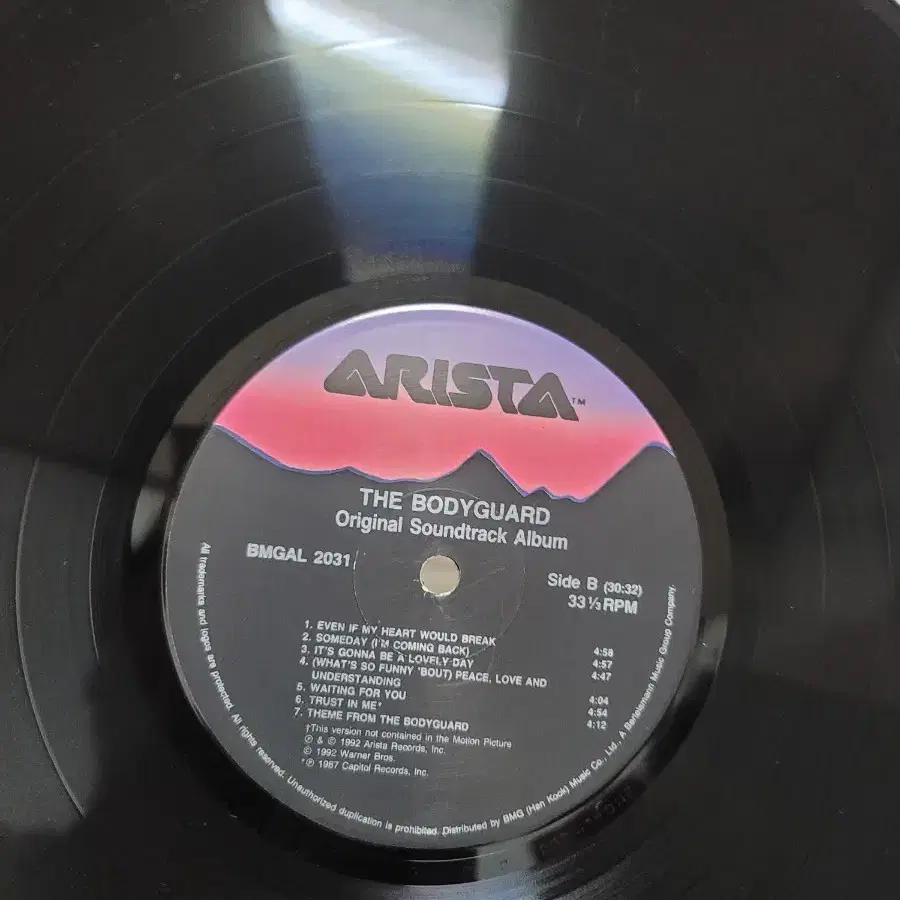 ARISTA™
THE BODYGUARD
Original Soundtrack Album
BMGAL 2031
Side B (30:32)
33 ⅓ RPM
1. EVEN IF MY HEART WOULD BREAK 4:58
2. SOMEDAY (I'M COMING BACK) 4:57
3. IT'S GONNA BE A LOVELY DAY 4:47
4. (WHAT'S SO FUNNY 'BOUT) PEACE, LOVE AND
UNDERSTANDING 4:04
5. WAITING FOR YOU 4:54
6. TRUST IN ME* 4:12
7. THEME FROM THE BODYGUARD
†This version not contained in the Motion Picture
℗ & © 1992 Arista Records, Inc.
© 1992 Warner Bros.
*℗ 1987 Capitol Records, Inc.
All trademarks and logos are protected. All rights reserved. Unauthorized duplication is prohibited. Distributed by BMG (Han Kook) Music Co., Ltd., A Bertelsmann Music Group Company.